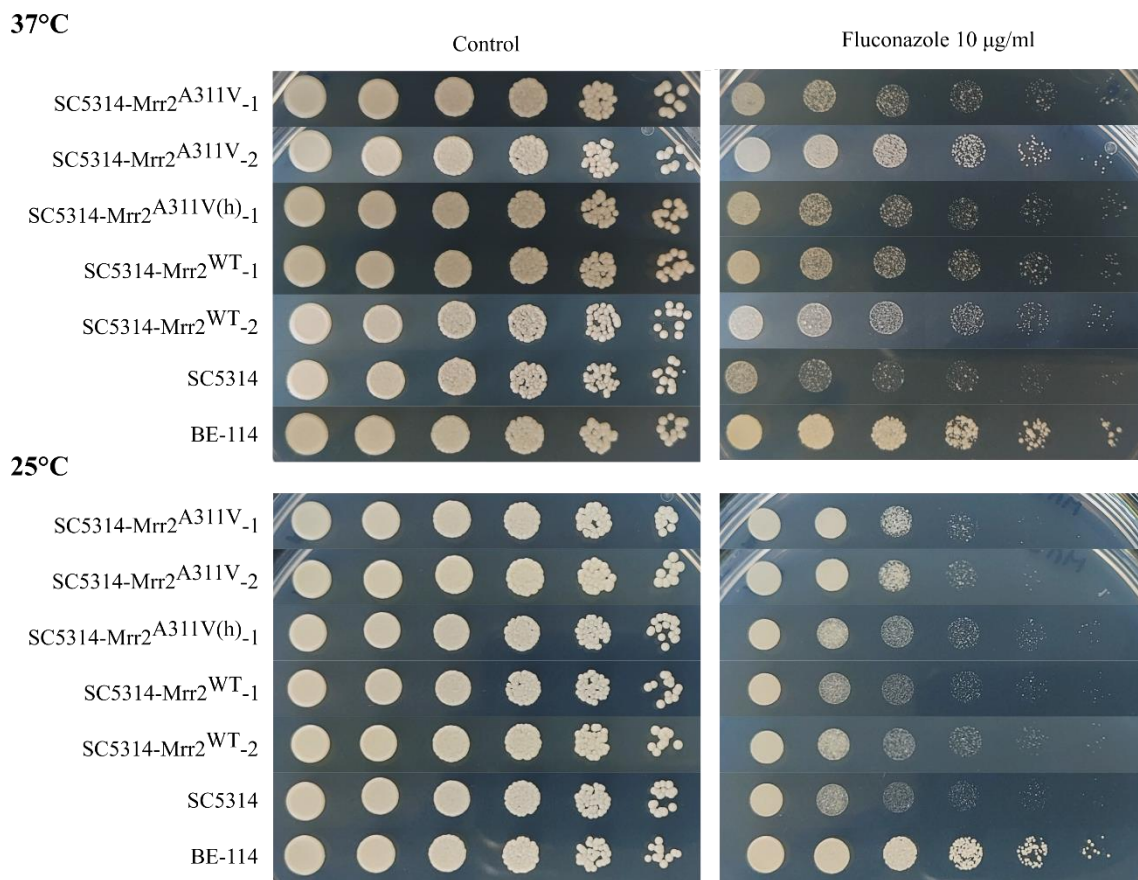 37°C
Control
Fluconazole 10 μg/ml
SC5314-Mrr2A311V-1
SC5314-Mrr2A311V-2
SC5314-Mrr2A311V(h)-1
SC5314-Mrr2WT-1
SC5314-Mrr2WT-2
SC5314
BE-114
25°C
SC5314-Mrr2A311V-1
SC5314-Mrr2A311V-2
SC5314-Mrr2A311V(h)-1
SC5314-Mrr2WT-1
SC5314-Mrr2WT-2
SC5314
BE-114